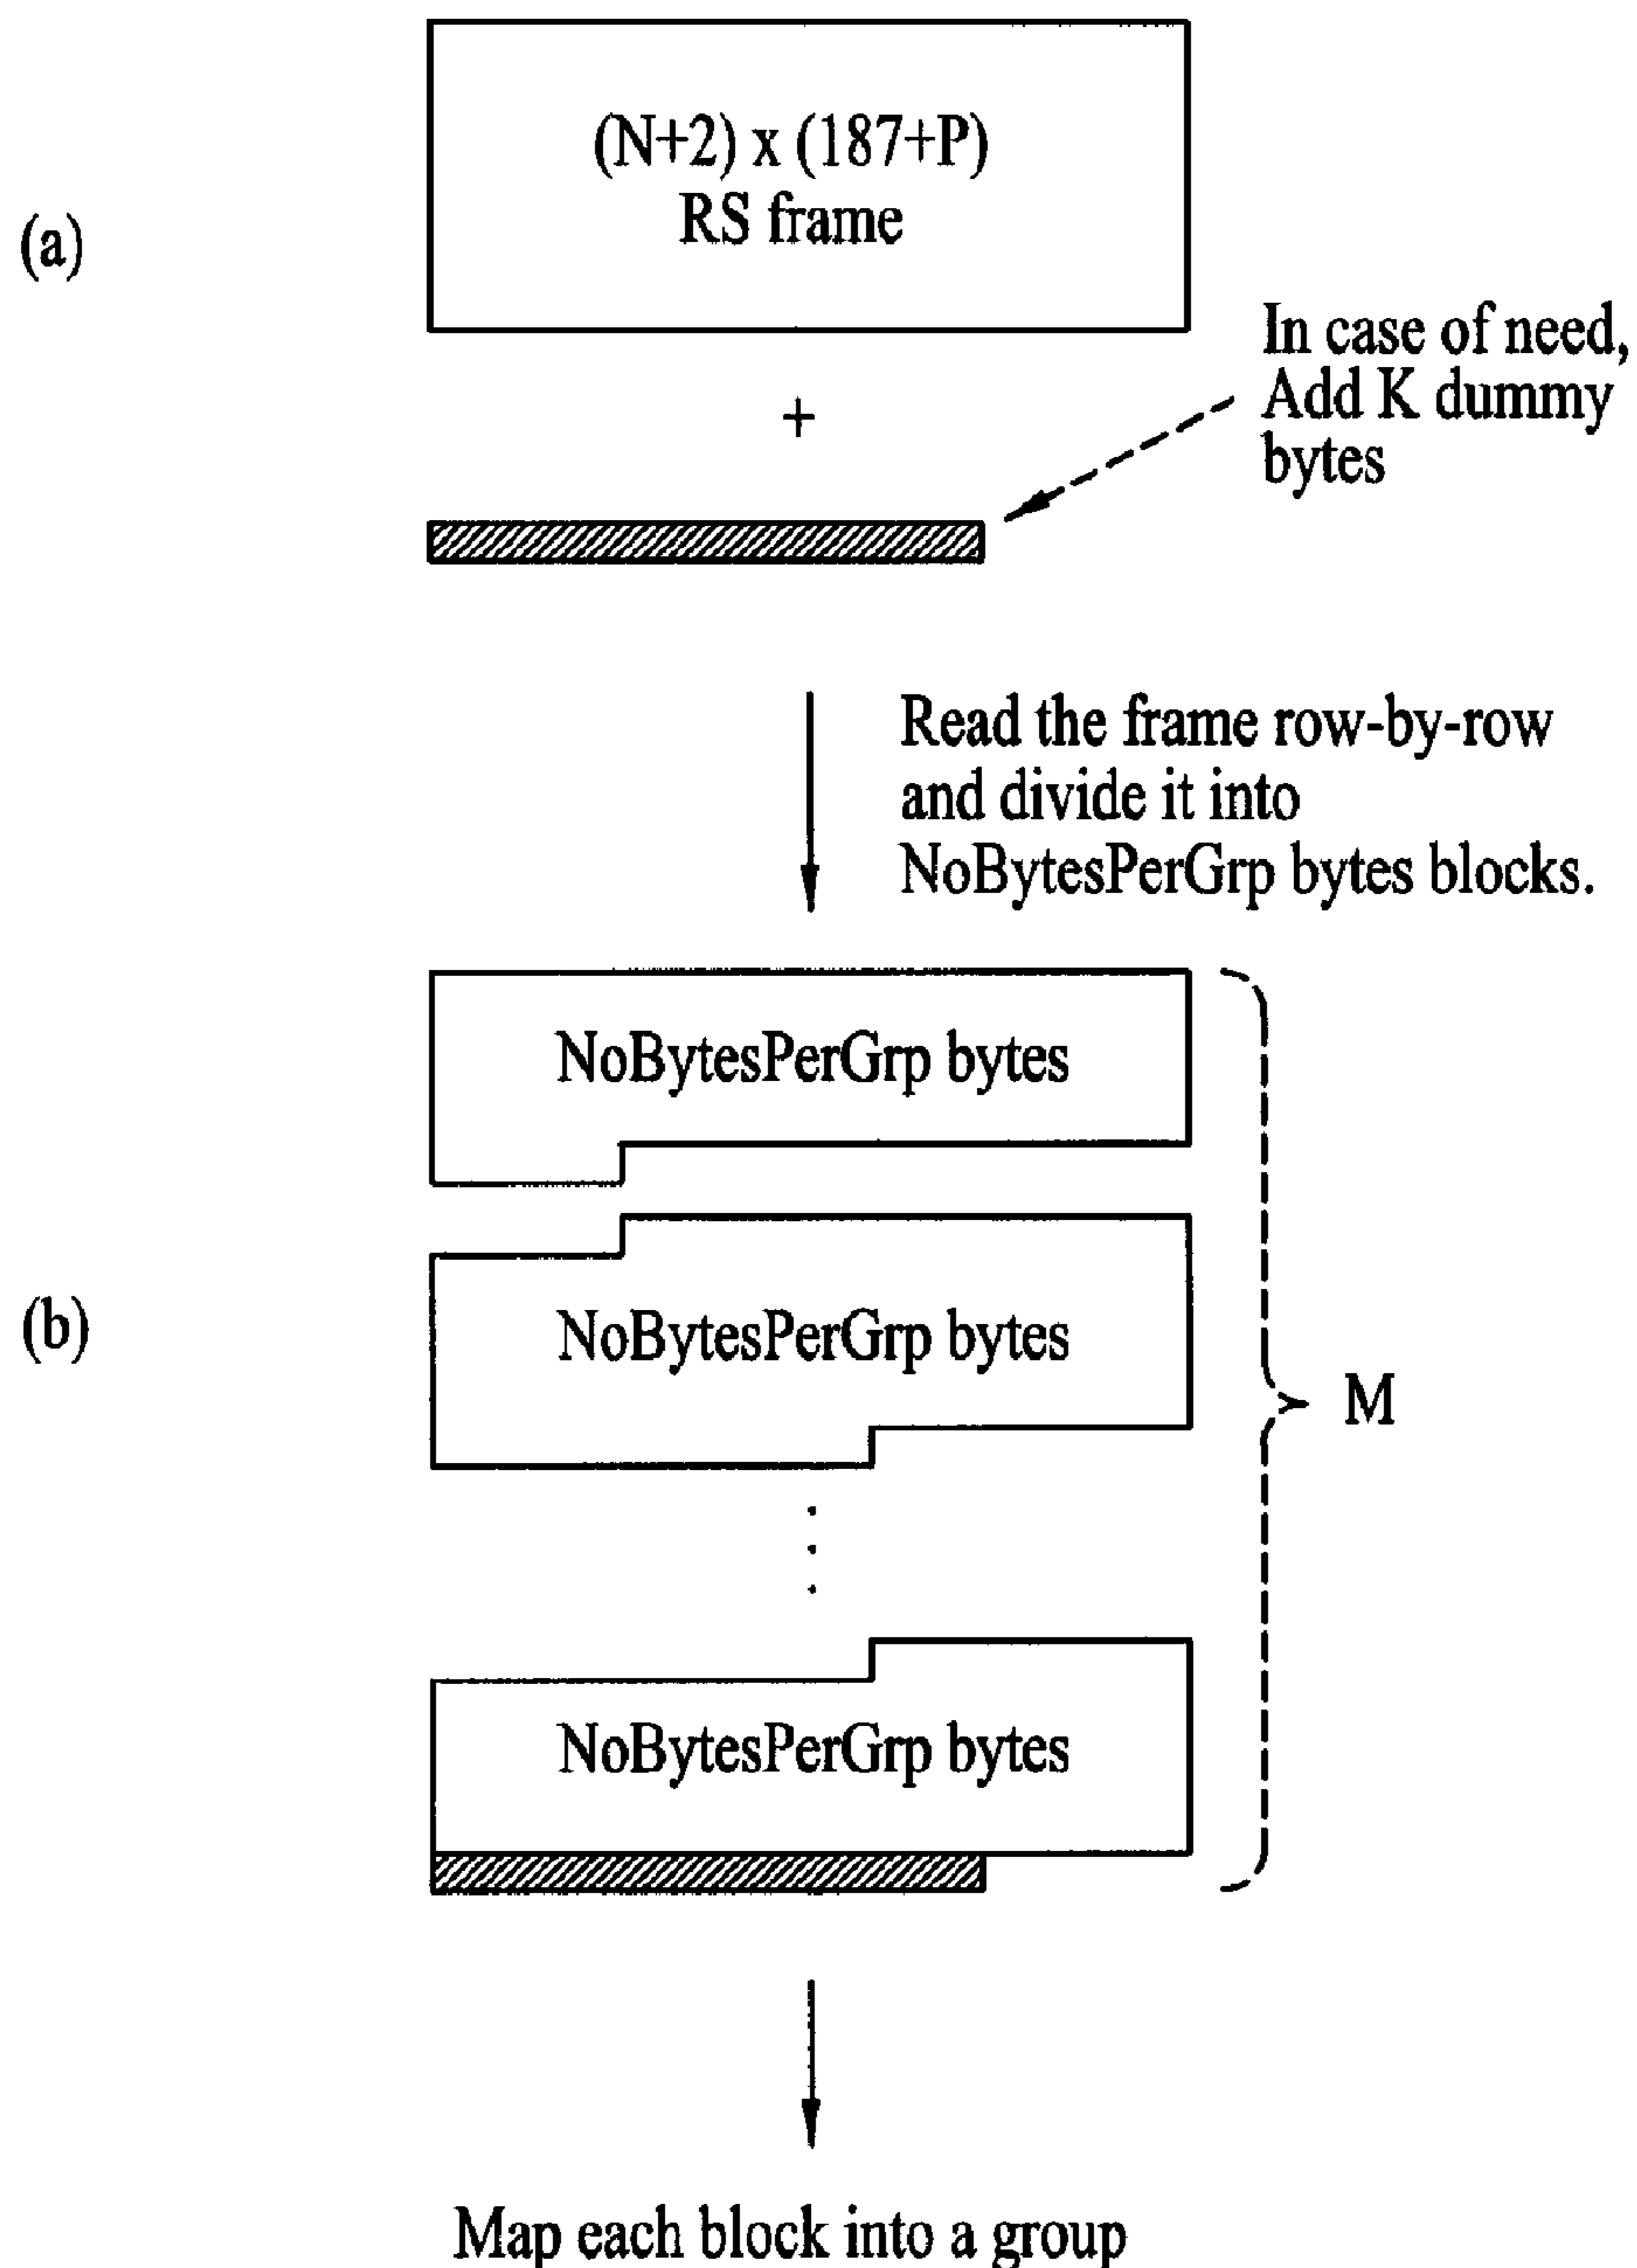 (a)
(N+2) x (187+P)
RS frame
In case of need,
Add K dummy
bytes
+
Read the frame row-by-row
and divide it into
NoBytesPerGrp bytes blocks.
(b)
NoBytesPerGrp bytes
NoBytesPerGrp bytes
M
.
.
.
NoBytesPerGrp bytes
Map each block into a group